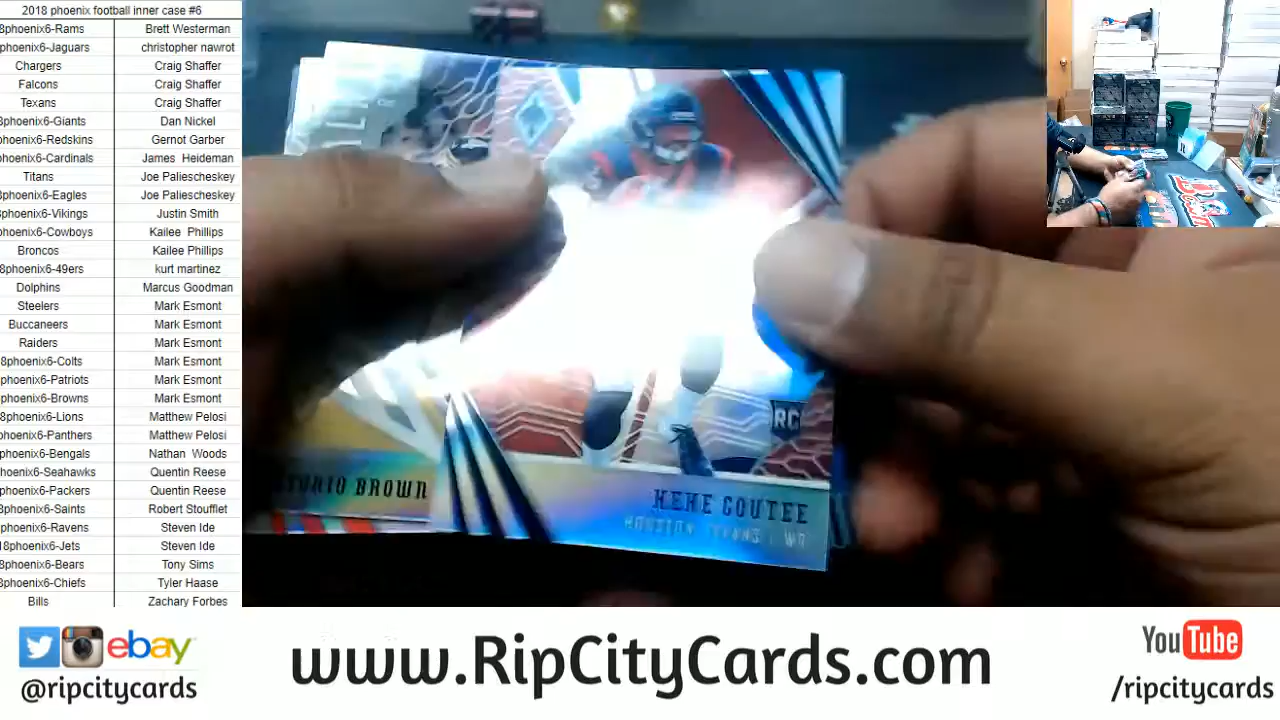 2018 phoenix football inner case #6
8phoenix6-Rams Brett Westerman
phoenix6-Jaguars christopher nawrot
Chargers Craig Shaffer
Falcons Craig Shaffer
Texans Craig Shaffer
8phoenix6-Giants Dan Nickel
phoenix6-Redskins Gernot Garber
phoenix6-Cardinals James Heideman
Titans Joe Paliescheskey
8phoenix6-Eagles Joe Paliescheskey
8phoenix6-Vikings Justin Smith
phoenix6-Cowboys Kailee Phillips
Broncos Kailee Phillips
8phoenix6-49ers kurt martinez
Dolphins Marcus Goodman
Steelers Mark Esmont
Buccaneers Mark Esmont
Raiders Mark Esmont
8phoenix6-Colts Mark Esmont
phoenix6-Patriots Mark Esmont
phoenix6-Browns Mark Esmont
8phoenix6-Lions Matthew Pelosi
phoenix6-Panthers Matthew Pelosi
phoenix6-Bengals Nathan Woods
hoenix6-Seahawks Quentin Reese
phoenix6-Packers Quentin Reese
8phoenix6-Saints Robert Stoufflet
phoenix6-Ravens Steven Ide
18phoenix6-Jets Steven Ide
8phoenix6-Bears Tony Sims
8phoenix6-Chiefs Tyler Haase
Bills Zachary Forbes
RC
BROWN
KEKE COUTEE
HOUSTON TEXANS | WR
ebay
@ripcitycards
www.RipCityCards.com
YouTube
/ripcitycards